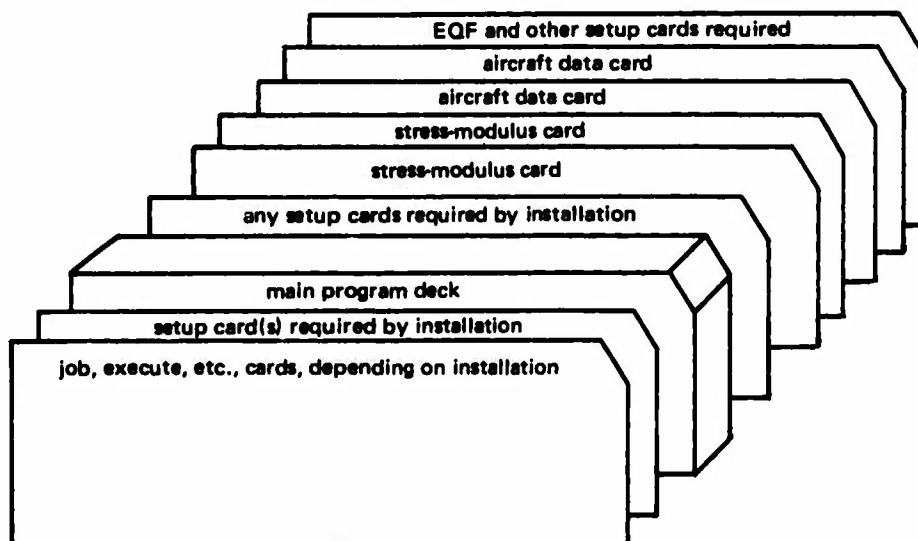 EQF and other setup cards required
aircraft data card
aircraft data card
stress-modulus card
stress-modulus card
any setup cards required by installation
main program deck
setup card(s) required by installation
job, execute, etc., cards, depending on installation